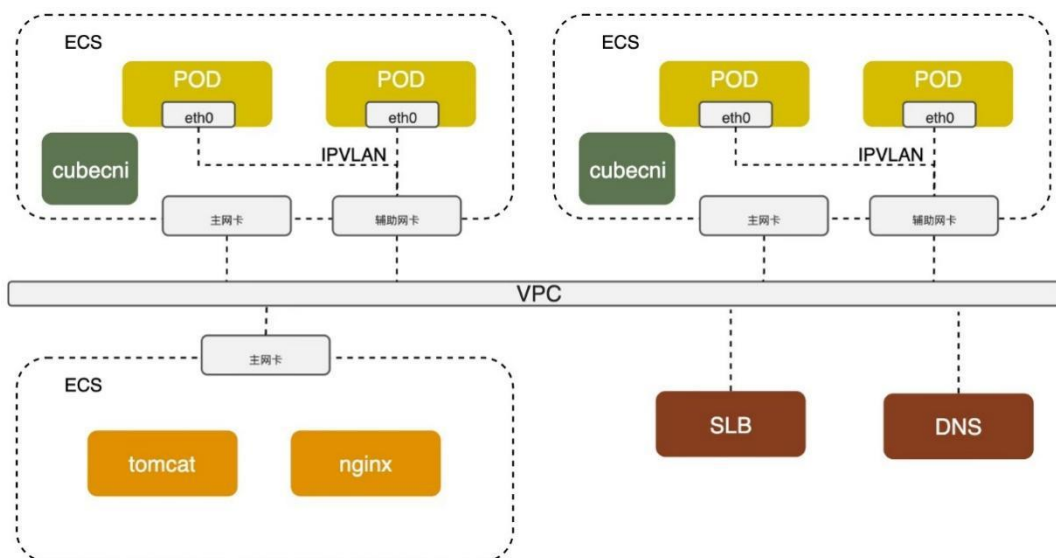 ECS
POD
POD
eth0
eth0
IPVLAN
cubecni
主网卡
辅助网卡
ECS
POD
POD
eth0
eth0
IPVLAN
cubecni
主网卡
辅助网卡
VPC
主网卡
ECS
tomcat
nginx
SLB
DNS